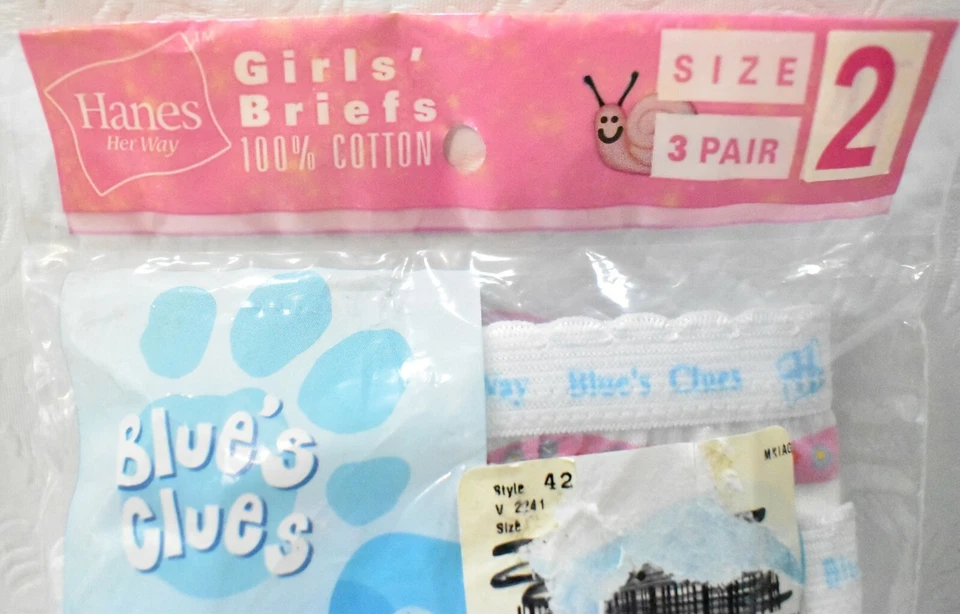 Hanes
Her Way
TM
Girls'
Briefs
100% COTTON
SIZE
2
3 PAIR
Blue's
Clues
Way Blue's Clues H
Style 42
V 2241
Size